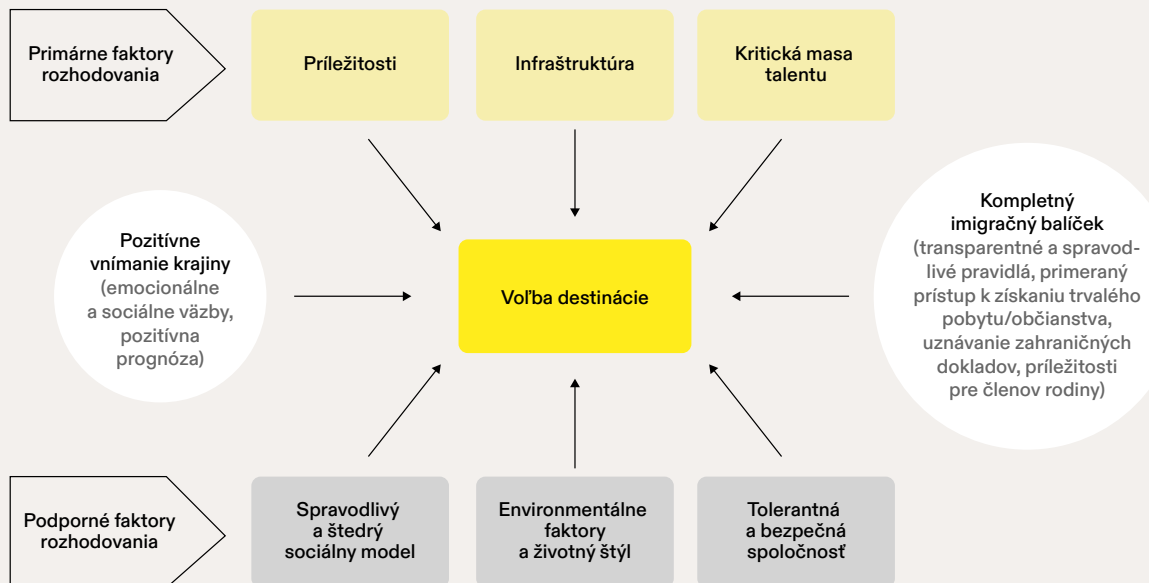 Primárne faktory
rozhodovania
Príležitosti
Infraštruktúra
Kritická masa
talentu
Pozitívne
vnímanie krajiny
(emocionálne
a sociálne väzby,
pozitívna
prognóza)
Voľba destinácie
Kompletný
imigračný balíček
(transparentné a spravod-
livé pravidlá, primeraný
prístup k získaniu trvalého
pobytu/občianstva,
uznávanie zahraničných
dokladov, príležitosti
pre členov rodiny)
Podporné faktory
rozhodovania
Spravodlivý
a štedrý
sociálny model
Environmentálne
faktory
a životný štýl
Tolerantná
a bezpečná
spoločnosť